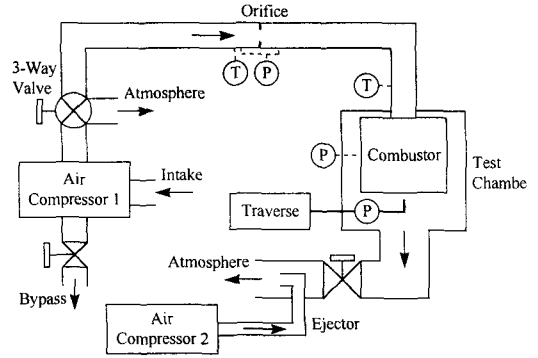 Orifice
3-Way
Valve
T
P
Atmosphere
T
Air
Compressor 1
Intake
P
Combustor
Test
Chambe
Traverse
P
Atmosphere
Bypass
Air
Compressor 2
Ejector